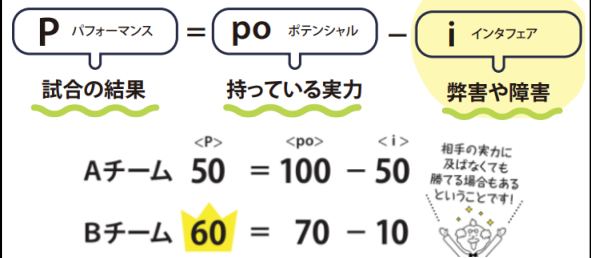 P パフォーマンス = po ポテンシャル − i インタフェア
試合の結果 持っている実力 弊害や障害
<P> <po> <i>
Aチーム 50 = 100 − 50
Bチーム 60 = 70 − 10
相手の実力に
及ばなくても
勝てる場合もある
ということです!